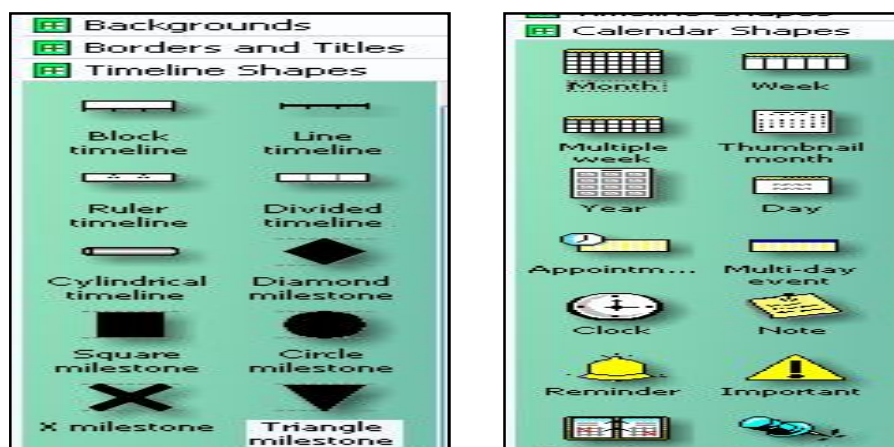 Backgrounds
Borders and Titles
Timeline Shapes
Block
timeline
Line
timeline
Ruler
timeline
Divided
timeline
Cylindrical
timeline
Diamond
milestone
Square
milestone
Circle
milestone
X milestone
Triangle
milestone
Timeline Shapes
Calendar Shapes
Month
Week
Multiple
week
Thumbnail
month
Year
Day
Appointm...
Multi-day
event
Clock
Note
Reminder
Important